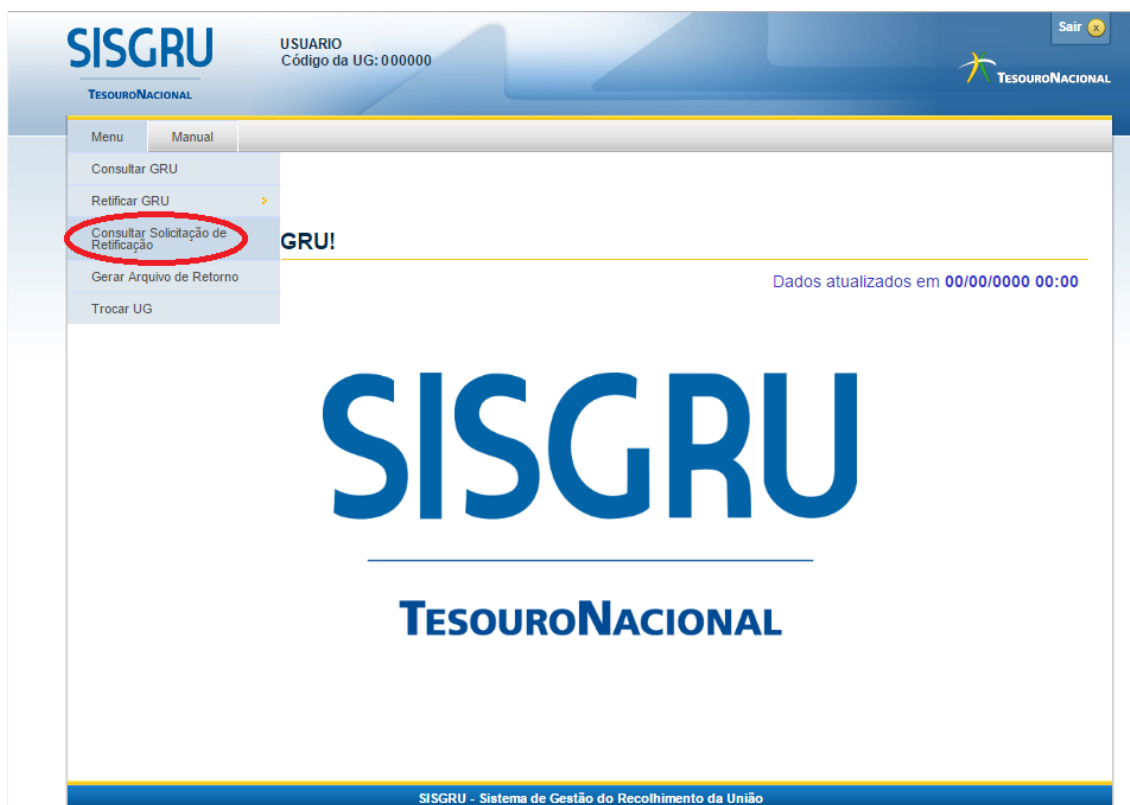 SISGRU
TESOURONACIONAL
USUARIO
Código da UG: 000000
Sair x
TESOURONACIONAL
Menu Manual
Consultar GRU
Retificar GRU
Consultar Solicitação de
Retificação
Gerar Arquivo de Retorno
Trocar UG
GRU!
Dados atualizados em 00/00/0000 00:00
SISGRU
TESOURONACIONAL
SISGRU - Sistema de Gestão do Recolhimento da União